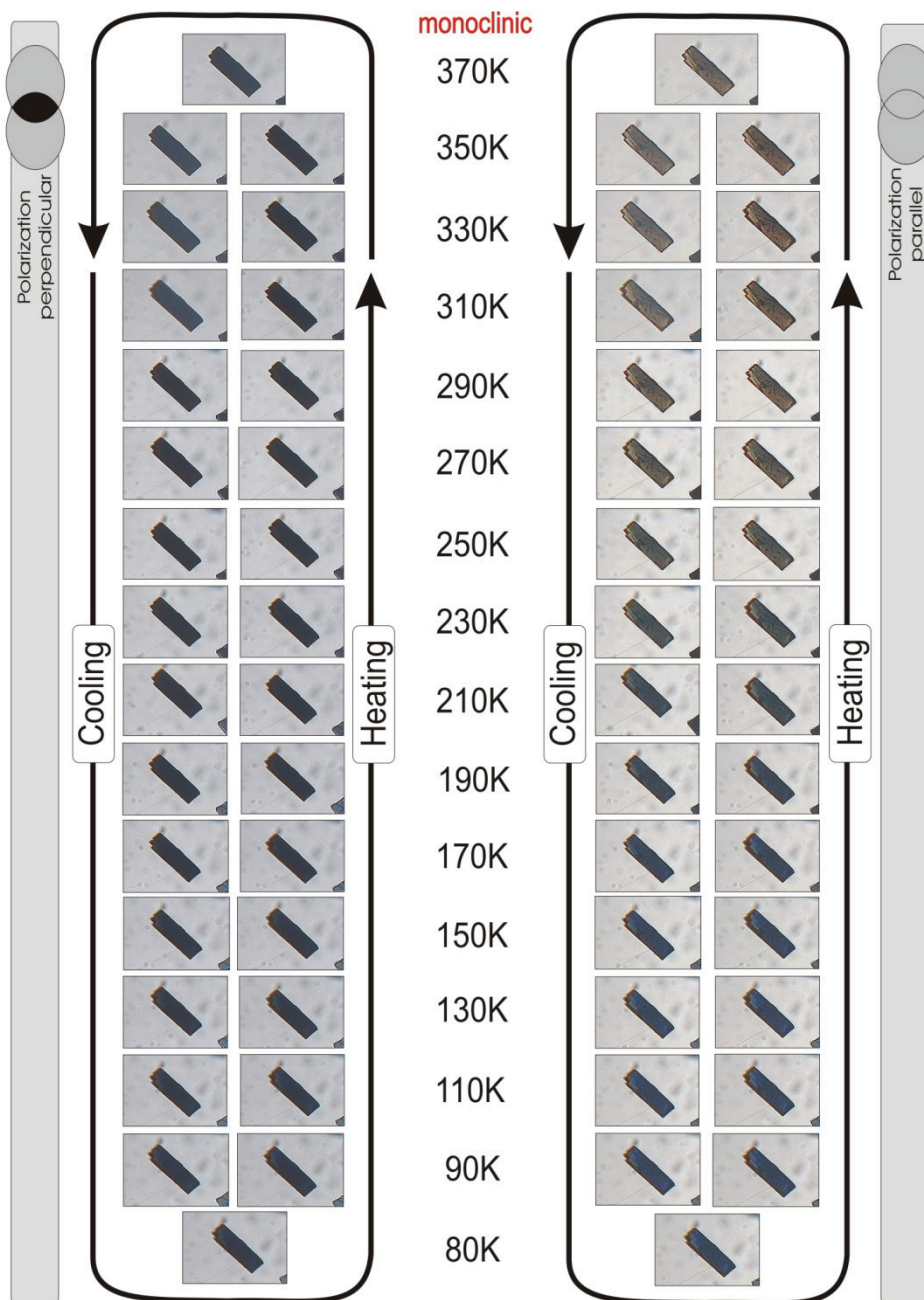 monoclinic
370K
350K
330K
310K
290K
270K
250K
230K
210K
190K
170K
150K
130K
110K
90K
80K
Polarization
perpendicular
Cooling
Heating
Cooling
Heating
Polarization
parallel